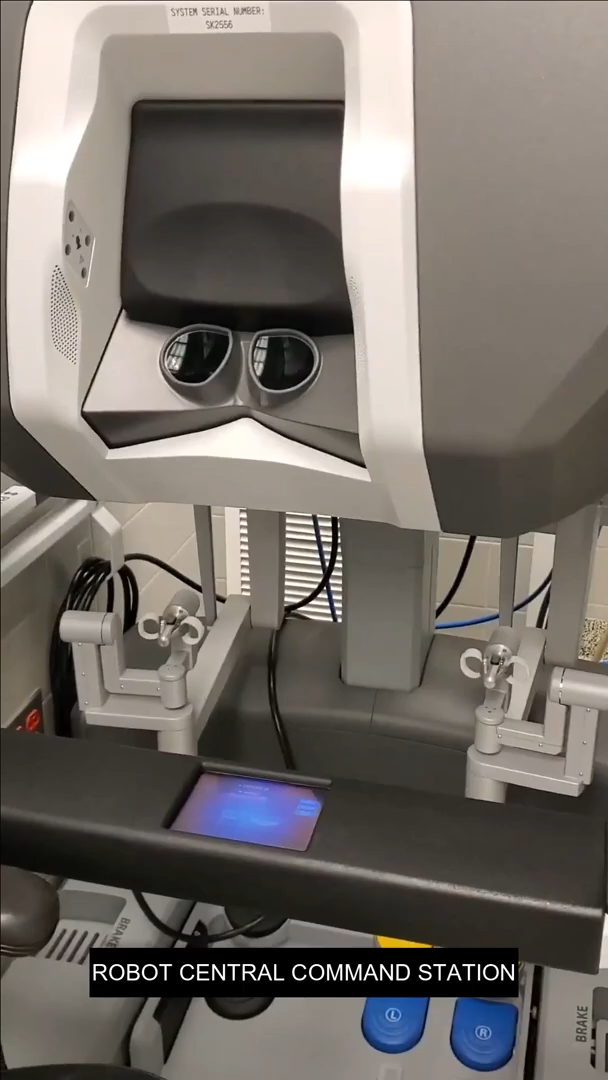 SYSTEM SERIAL NUMBER:
SK2556
BRAKE
ROBOT CENTRAL COMMAND STATION
L
R
BRAKE